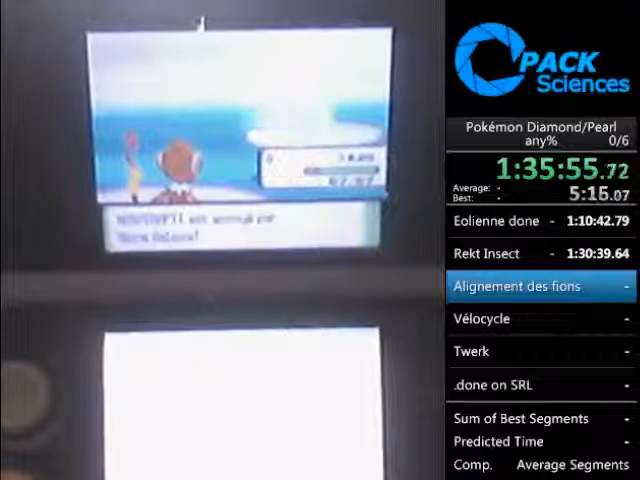 PACK
Sciences
Pokémon Diamond/Pearl
any% 0/6
1:35:55.72
Average: -
Best: - 5:15.07
Eolienne done - 1:10:42.79
Rekt Insect - 1:30:39.64
Alignement des fions -
Vélocycle -
Twerk -
.done on SRL -
Sum of Best Segments -
Predicted Time -
Comp. Average Segments
est par